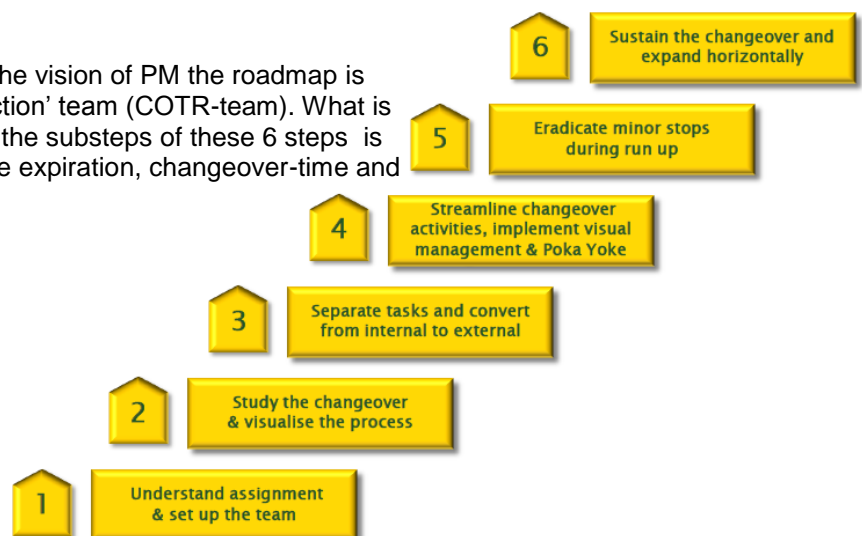 he vision of PM the roadmap is
ction’ team (COTR-team). What is
the substeps of these 6 steps is
e expiration, changeover-time and
6
Sustain the changeover and
expand horizontally
5
Eradicate minor stops
during run up
4
Streamline changeover
activities, implement visual
management & Poka Yoke
3
Separate tasks and convert
from internal to external
2
Study the changeover
& visualise the process
1
Understand assignment
& set up the team